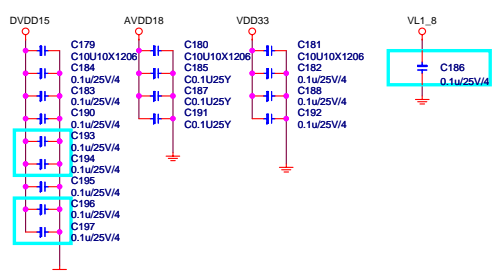 DVDD15
AVDD18
VDD33
VL1_8
C179
C10U10X1206
C184
0.1u/25V/4
C183
0.1u/25V/4
C190
0.1u/25V/4
C193
0.1u/25V/4
C194
0.1u/25V/4
C195
0.1u/25V/4
C196
0.1u/25V/4
C197
0.1u/25V/4
C180
C10U10X1206
C185
C0.1U25Y
C187
C0.1U25Y
C191
C0.1U25Y
C181
C10U10X1206
C182
0.1u/25V/4
C188
0.1u/25V/4
C192
0.1u/25V/4
C186
0.1u/25V/4